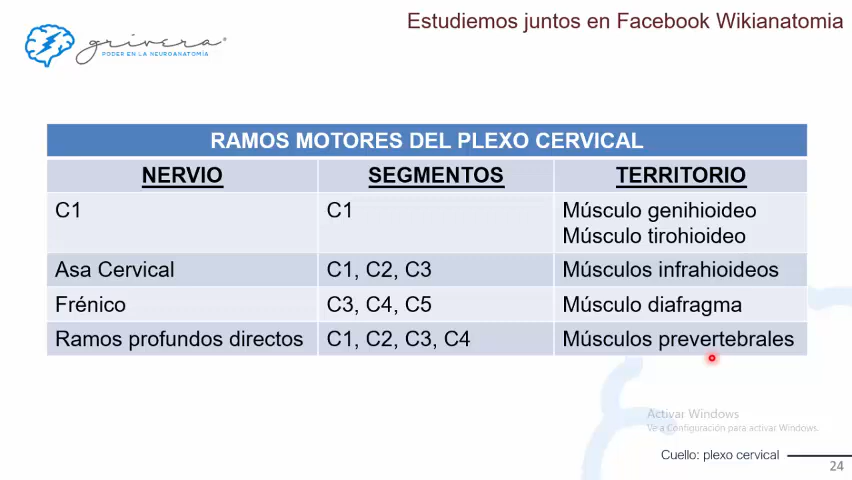 Estudiemos juntos en Facebook Wikianatomia
grivera®
PODER EN LA NEUROANATOMÍA
RAMOS MOTORES DEL PLEXO CERVICAL
NERVIO SEGMENTOS TERRITORIO
C1 C1 Músculo genihioideo
Músculo tirohioideo
Asa Cervical C1, C2, C3 Músculos infrahioideos
Frénico C3, C4, C5 Músculo diafragma
Ramos profundos directos C1, C2, C3, C4 Músculos prevertebrales
Activar Windows
Ve a Configuración para activar Windows.
Cuello: plexo cervical
24